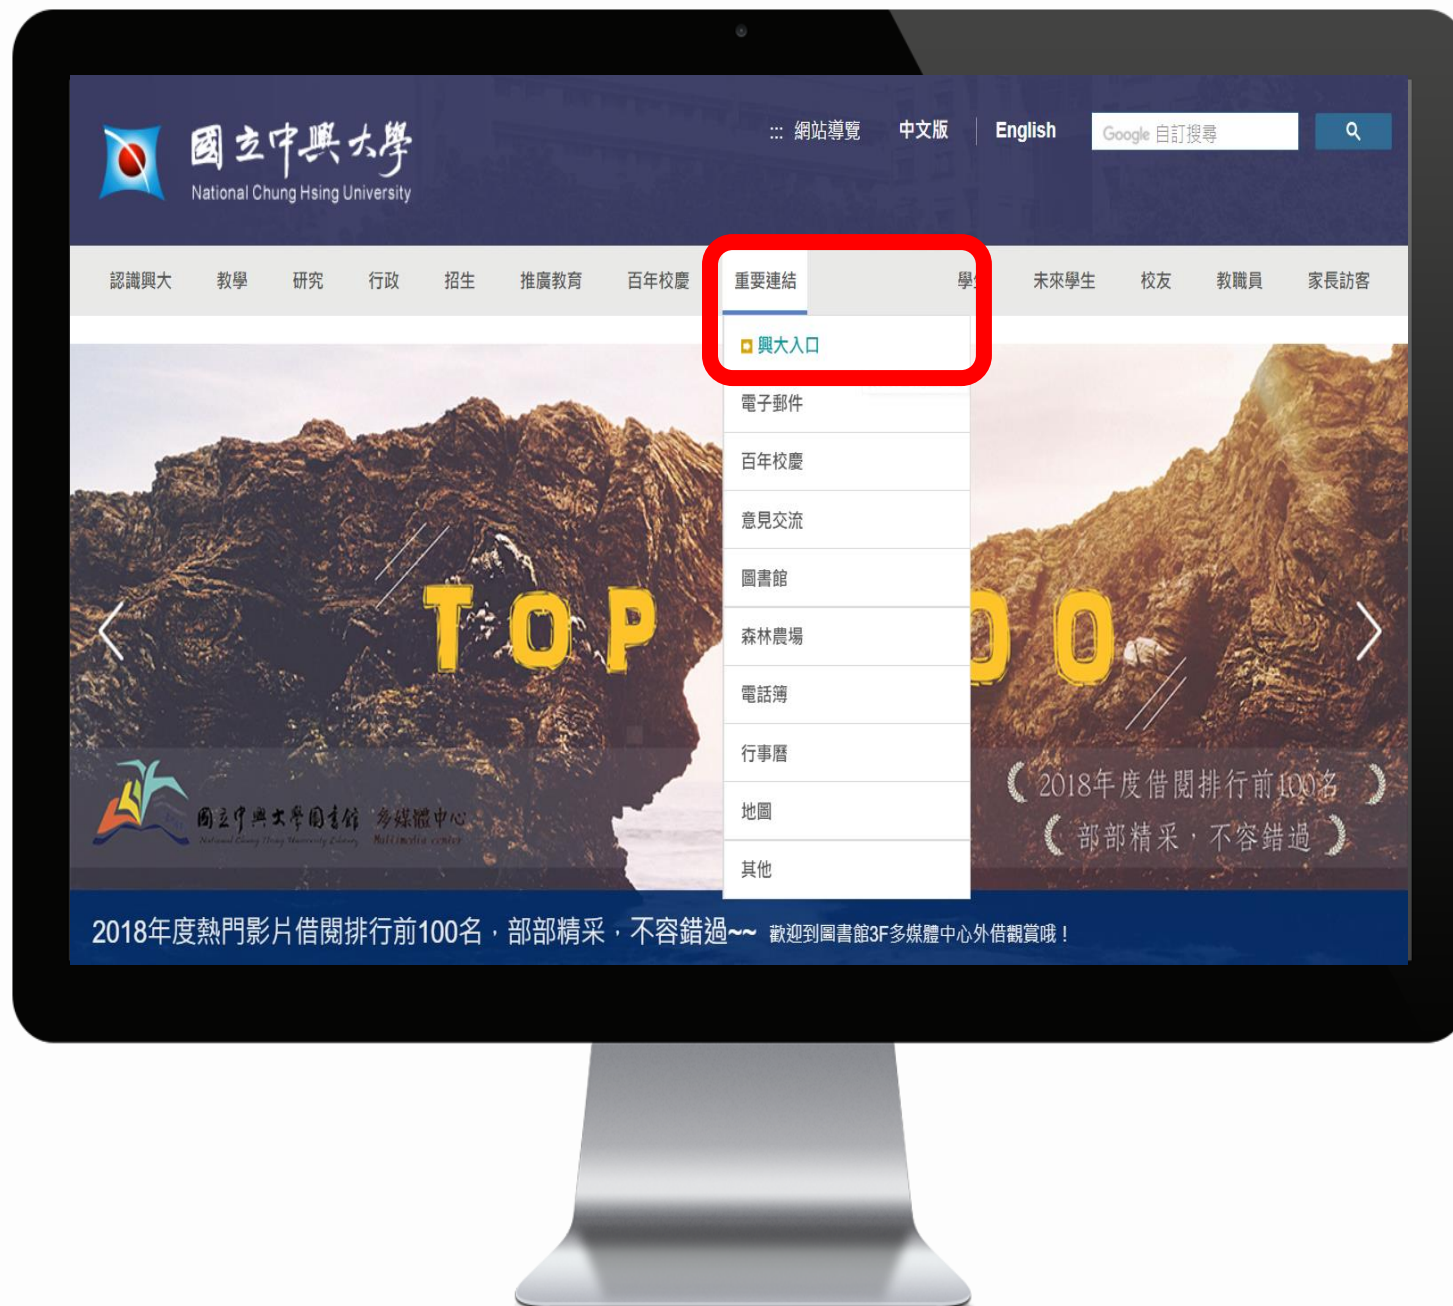 國立中興大學
National Chung Hsing University
::: 網站導覽 中文版 English Google 自訂搜尋
認識興大 教學 研究 行政 招生 推廣教育 百年校慶 重要連結 未來學生 校友 教職員 家長訪客
興大入口
電子郵件
百年校慶
意見交流
圖書館
森林農場
電話簿
行事曆
地圖
其他
TOP 00
2018年度借閱排行前100名
部部精采,不容錯過
國立中興大學圖書館 多媒體中心
National Chung Hsing University Library Multimedia center
2018年度熱門影片借閱排行前100名,部部精采,不容錯過~~ 歡迎到圖書館3F多媒體中心外借觀賞哦!